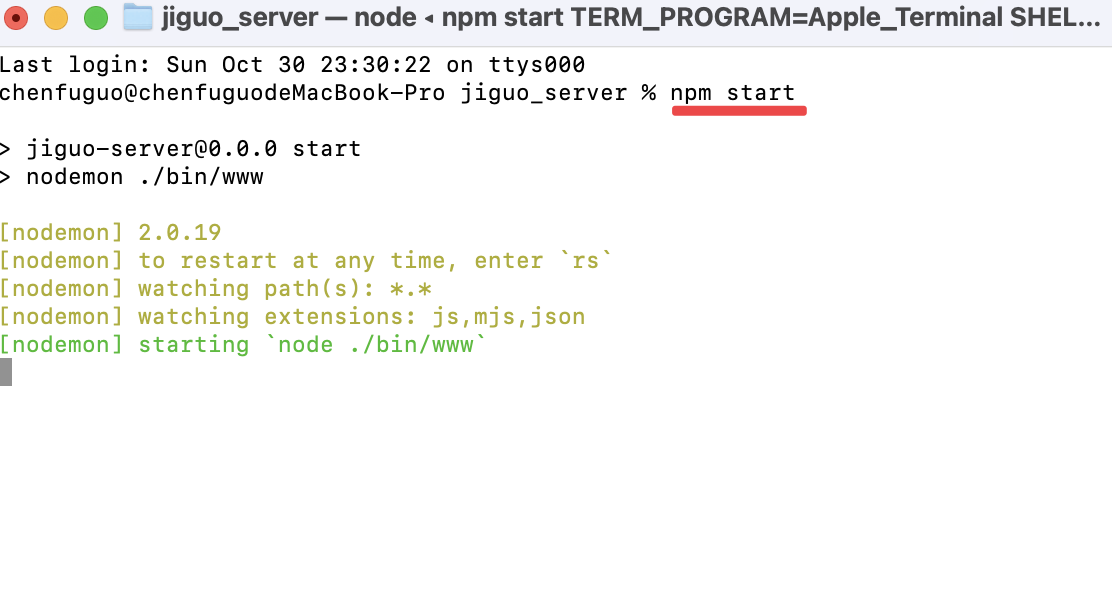 jiguo_server — node ◂ npm start TERM_PROGRAM=Apple_Terminal SHEL...
Last login: Sun Oct 30 23:30:22 on ttys000
chenfuguo@chenfuguodeMacBook-Pro jiguo_server % npm start
> jiguo-server@0.0.0 start
> nodemon ./bin/www
[nodemon] 2.0.19
[nodemon] to restart at any time, enter `rs`
[nodemon] watching path(s): *.*
[nodemon] watching extensions: js,mjs,json
[nodemon] starting `node ./bin/www`